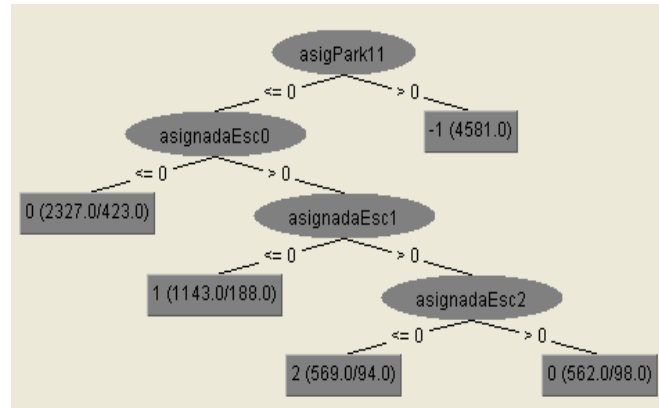 asigPark11
<= 0 > 0
asignadaEsc0 -1 (4581.0)
<= 0 > 0
0 (2327.0/423.0) asignadaEsc1
<= 0 > 0
1 (1143.0/188.0) asignadaEsc2
<= 0 > 0
2 (569.0/94.0) 0 (562.0/98.0)